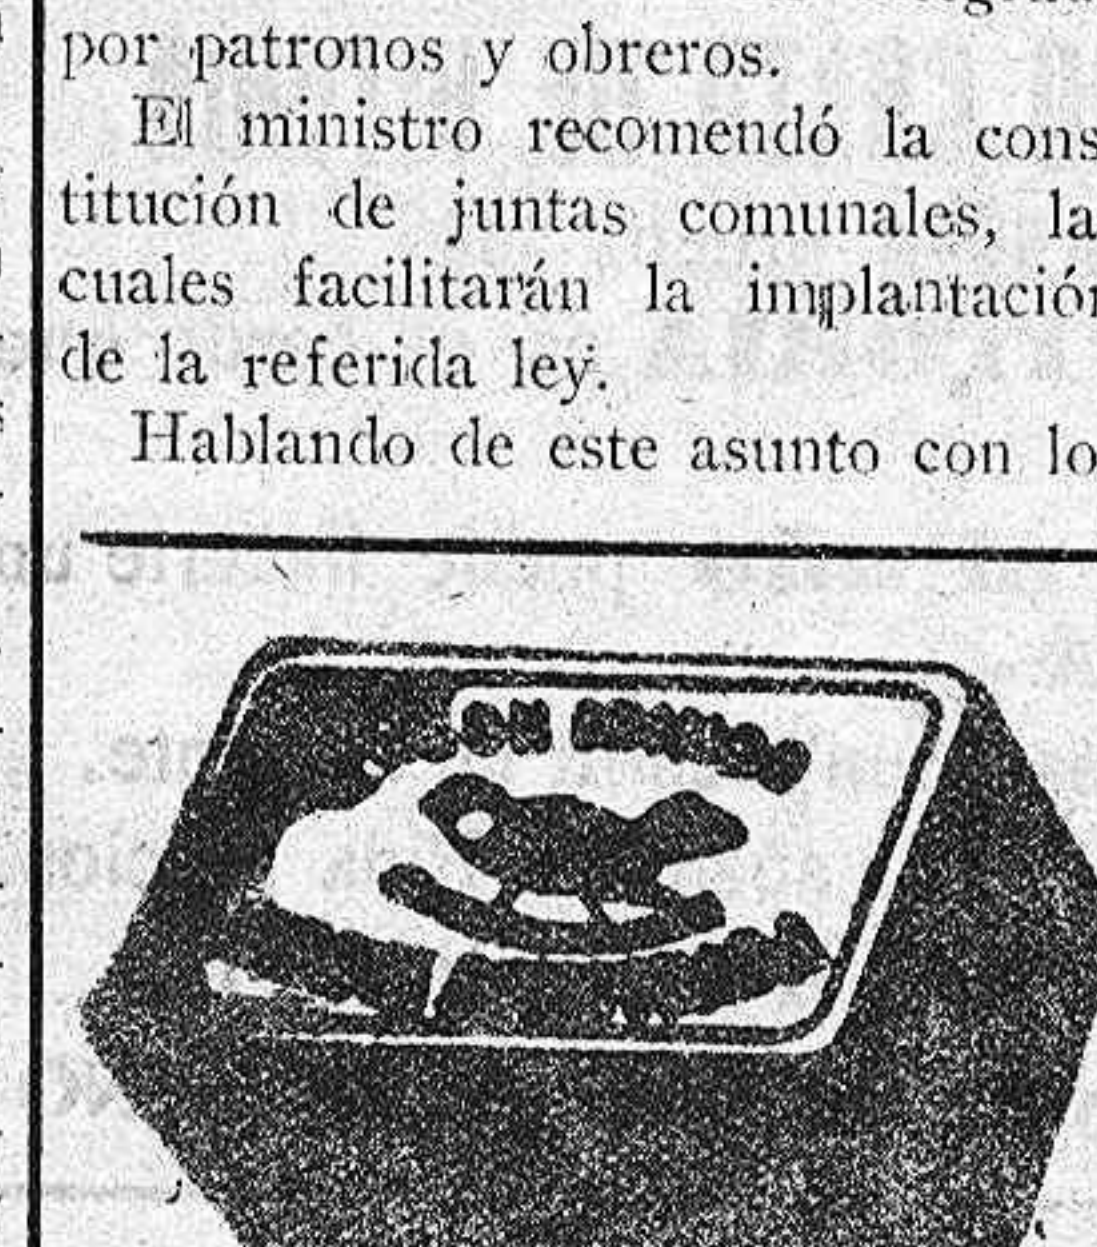 por patronos y obreros.
El ministro recomendó la cons
titución de juntas comunales, la
cuales facilitarán la implantación
de la referida ley.
Hablando de este asunto con lo